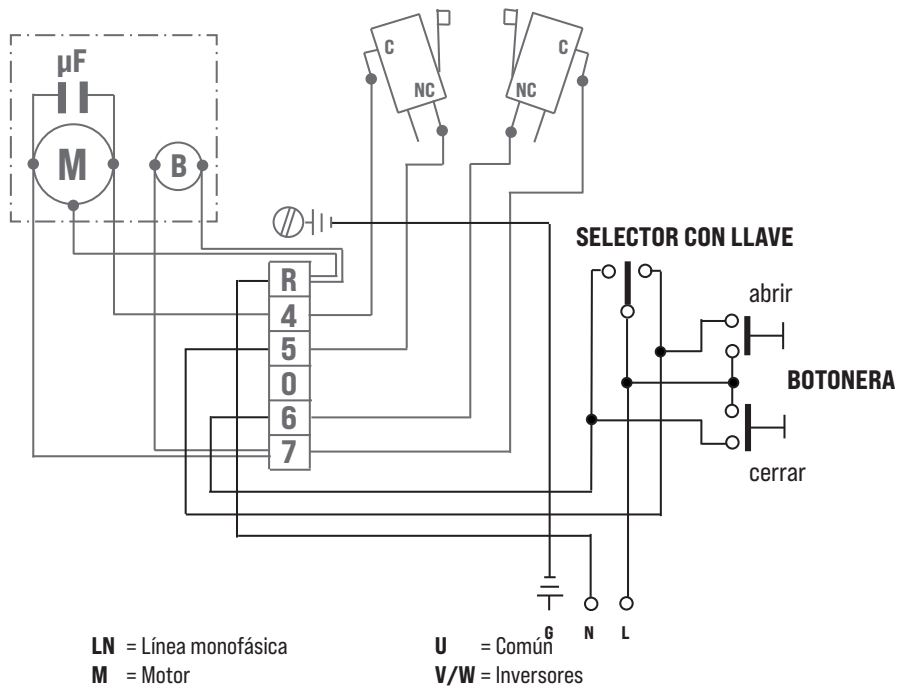 µF
M
B
C
NC
C
NC
R
4
5
0
6
7
SELECTOR CON LLAVE
abrir
BOTONERA
cerrar
G N L
LN = Línea monofásica
M = Motor
U = Común
V/W = Inversores